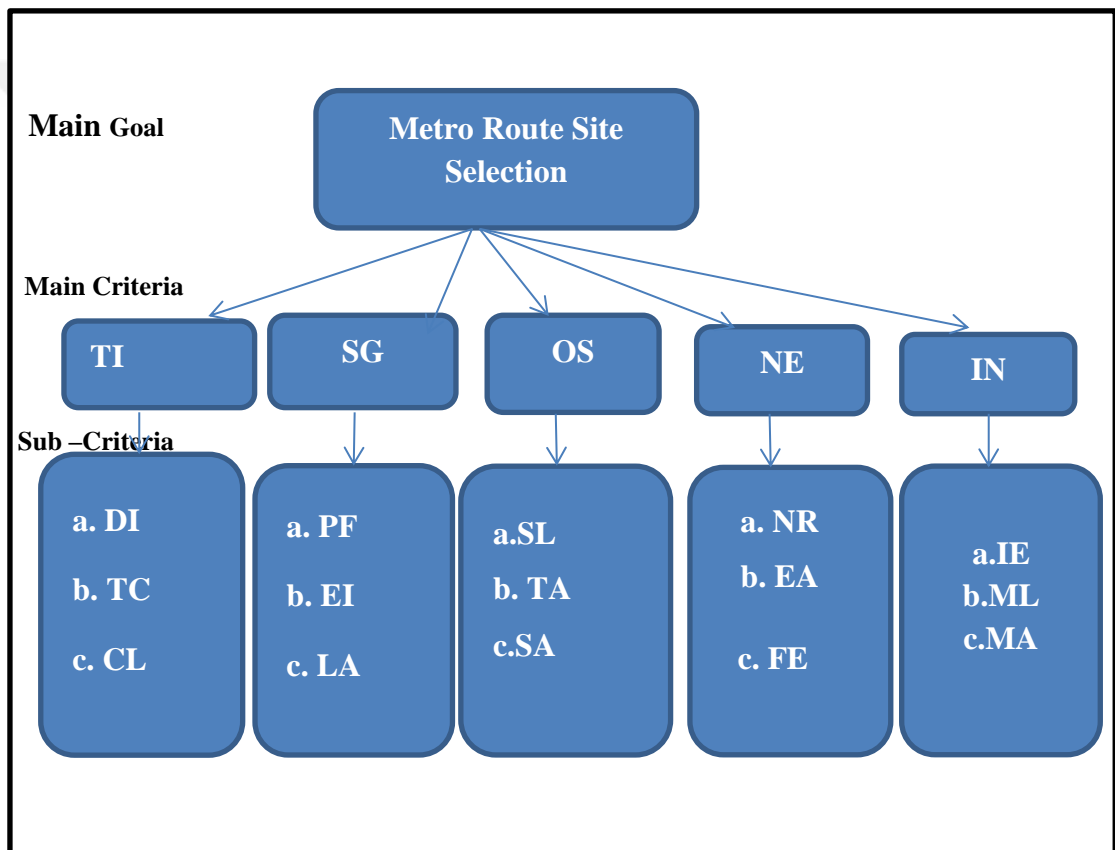 Main Goal
Metro Route Site
Selection
Main Criteria
TI
SG
OS
NE
IN
Sub –Criteria
a. DI
b. TC
c. CL
a. PF
b. EI
c. LA
a.SL
b. TA
c.SA
a. NR
b. EA
c. FE
a.IE
b.ML
c.MA